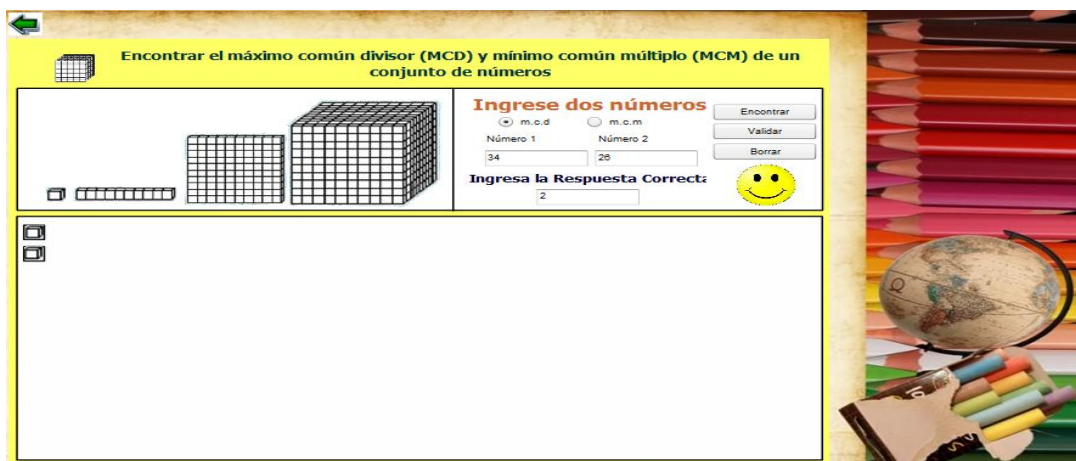 Encontrar el máximo común divisor (MCD) y mínimo común múltiplo (MCM) de un
conjunto de números
Ingrese dos números
m.c.d m.c.m
Número 1 Número 2
34 26
Ingresa la Respuesta Correcta
2
Encontrar
Validar
Borrar